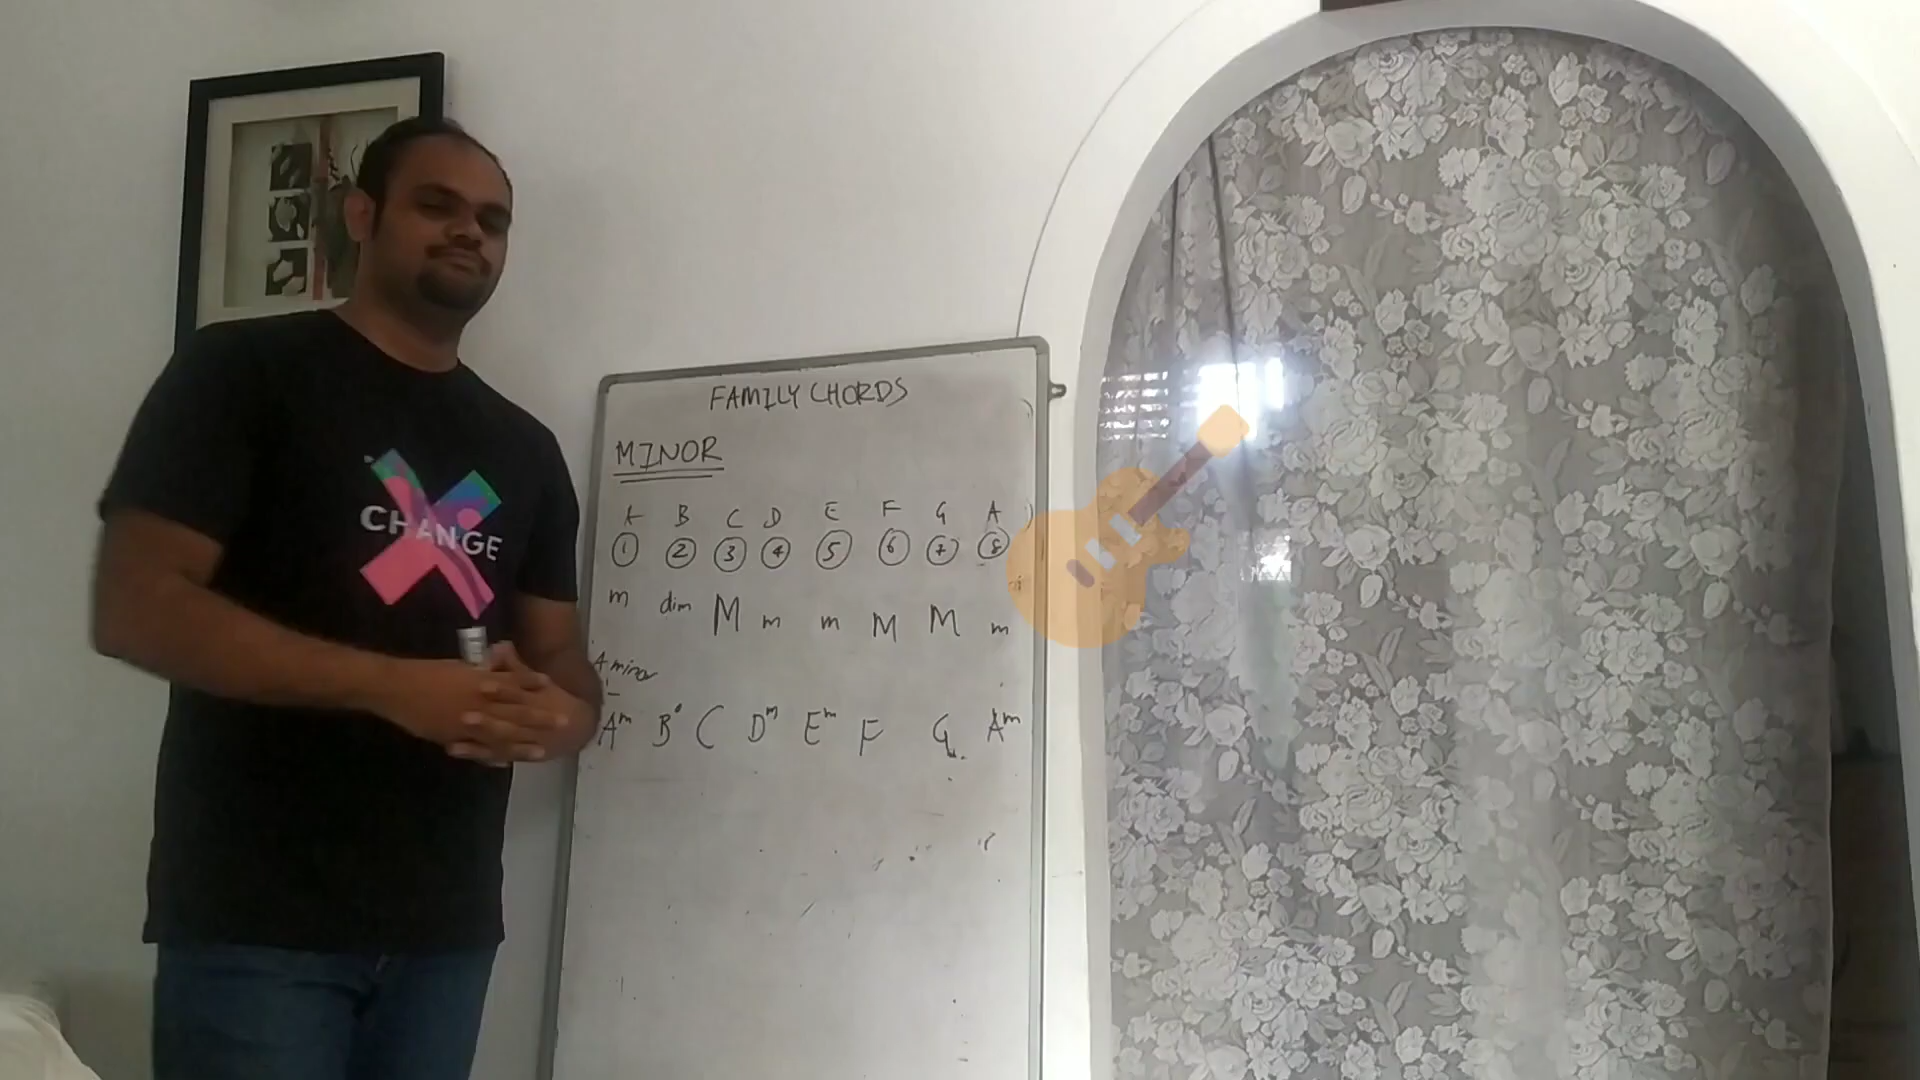 FAMILY CHORDS
MINOR
A B C D E F G A
1 2 3 4 5 6 7 8
m dim M m m M M m
A minor
Aᵐ B° C Dᵐ Eᵐ F G Aᵐ
CHANGE